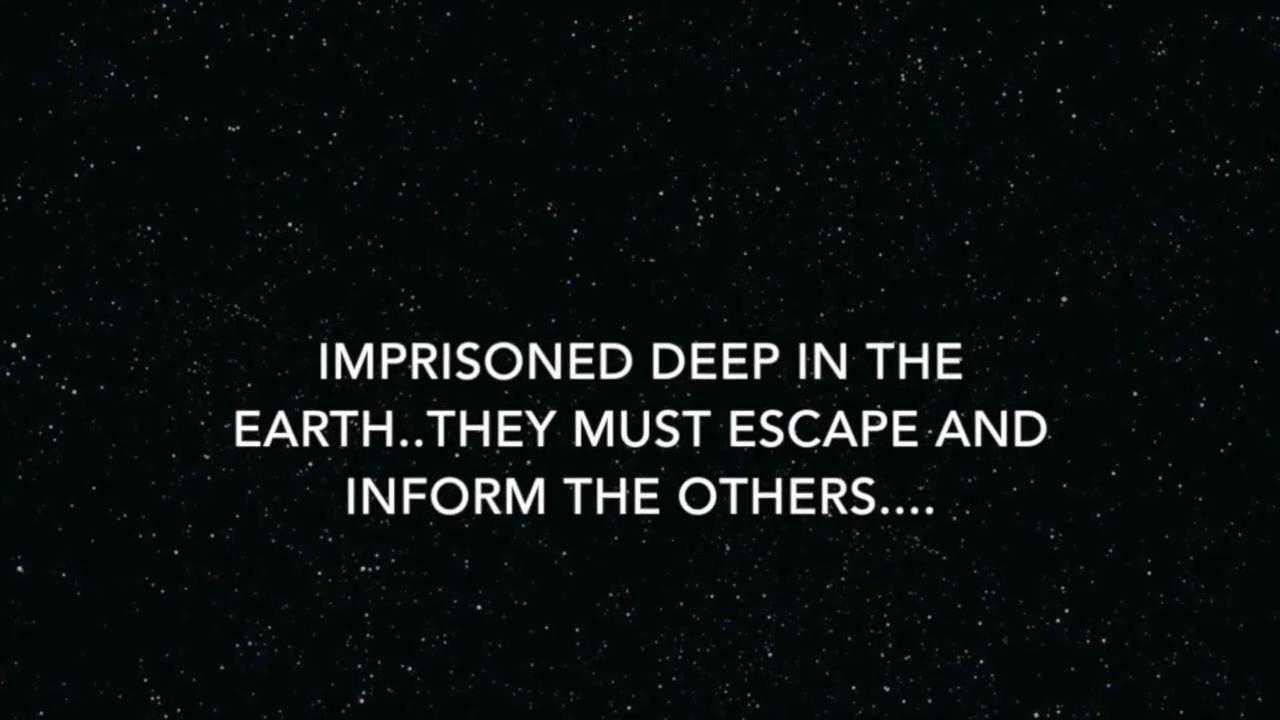 IMPRISONED DEEP IN THE
EARTH..THEY MUST ESCAPE AND
INFORM THE OTHERS....